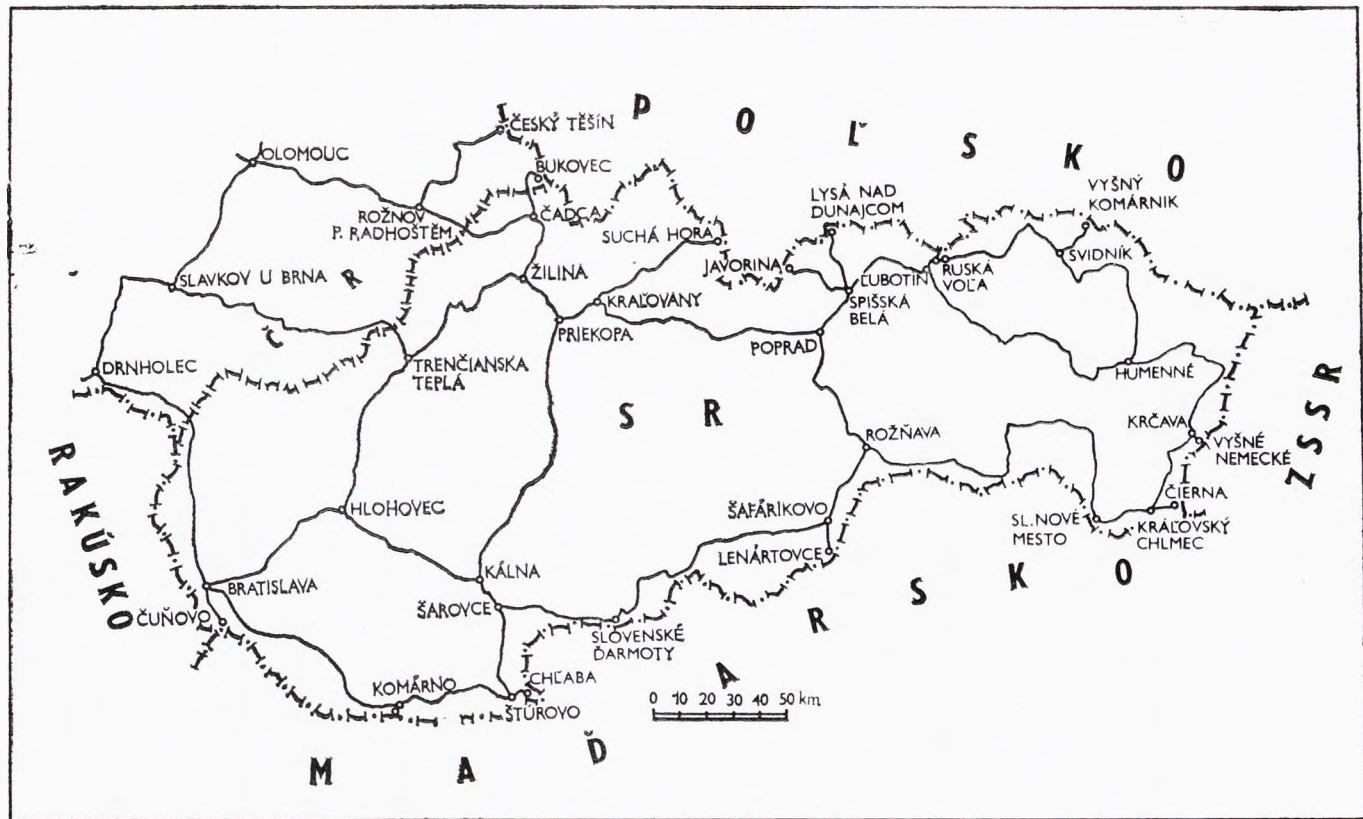 POĽSKO
ČESKÝ TĚŠÍN
OLOMOUC
BUKOVEC
LYSÁ NAD
DUNAJCOM
VYŠNÝ
KOMÁRNIK
ROŽNOV
P. RADHOŠTĚM
ČADCA
SUCHÁ HORA
SVIDNÍK
JAVORINA
ĽUBOTÍN
RUSKÁ
VOĽA
SLAVKOV U BRNA
ČR
ŽILINA
KRAĽOVANY
SPIŠSKÁ
BELÁ
PRIEKOPA
POPRAD
DRNHOLEC
TRENČIANSKA
TEPLÁ
HUMENNÉ
SR
ZSSR
KRČAVA
VYŠNÉ
NEMECKÉ
ROŽŇAVA
RAKÚSKO
HLOHOVEC
ŠAFÁRIKOVO
ČIERNA
SL. NOVÉ
MESTO
KRÁĽOVSKÝ
CHLMEC
LENÁRTOVCE
BRATISLAVA
KÁLNA
ŠAROVCE
ČUŇOVO
SLOVENSKÉ
ĎARMOTY
KOMÁRNO
CHĽABA
ŠTÚROVO
0 10 20 30 40 50 km
MAĎARSKO